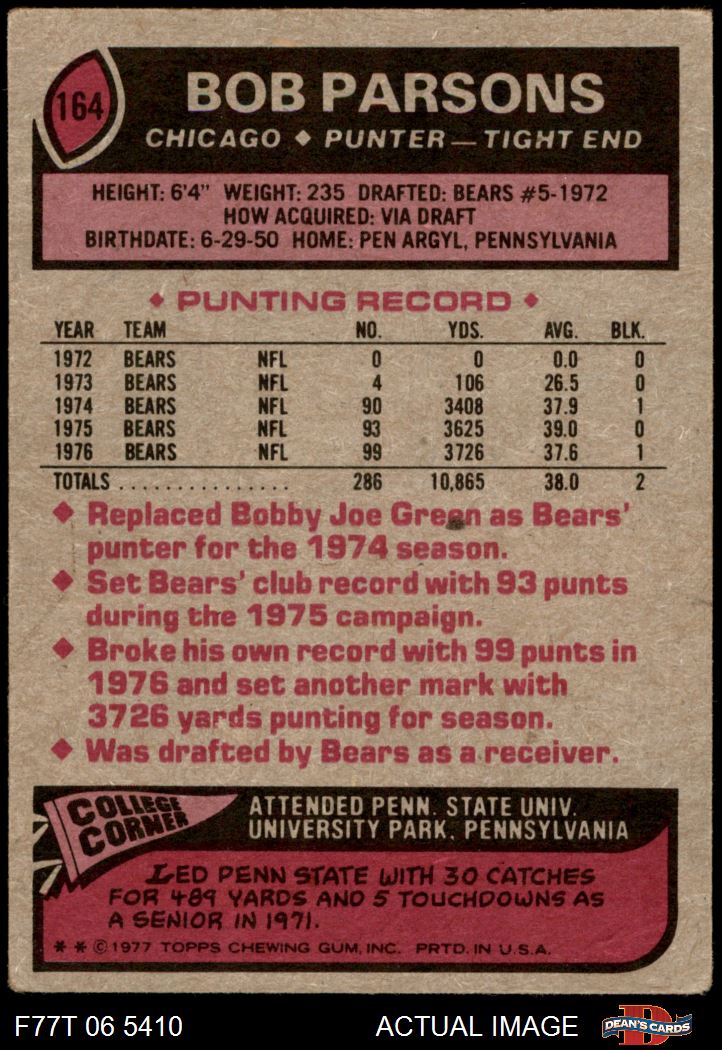 164
BOB PARSONS
CHICAGO ◆ PUNTER — TIGHT END
HEIGHT: 6'4" WEIGHT: 235 DRAFTED: BEARS #5-1972
HOW ACQUIRED: VIA DRAFT
BIRTHDATE: 6-29-50 HOME: PEN ARGYL, PENNSYLVANIA
◆ PUNTING RECORD ◆
YEAR TEAM NO. YDS. AVG. BLK.
1972 BEARS NFL 0 0 0.0 0
1973 BEARS NFL 4 106 26.5 0
1974 BEARS NFL 90 3408 37.9 1
1975 BEARS NFL 93 3625 39.0 0
1976 BEARS NFL 99 3726 37.6 1
TOTALS ................ 286 10,865 38.0 2
◆ Replaced Bobby Joe Green as Bears'
punter for the 1974 season.
◆ Set Bears' club record with 93 punts
during the 1975 campaign.
◆ Broke his own record with 99 punts in
1976 and set another mark with
3726 yards punting for season.
◆ Was drafted by Bears as a receiver.
COLLEGE
CORNER
ATTENDED PENN. STATE UNIV.
UNIVERSITY PARK, PENNSYLVANIA
LED PENN STATE WITH 30 CATCHES
FOR 489 YARDS AND 5 TOUCHDOWNS AS
A SENIOR IN 1971.
* * © 1977 TOPPS CHEWING GUM, INC. PRTD. IN U.S.A.
F77T 06 5410 ACTUAL IMAGE
D
DEAN'S CARDS